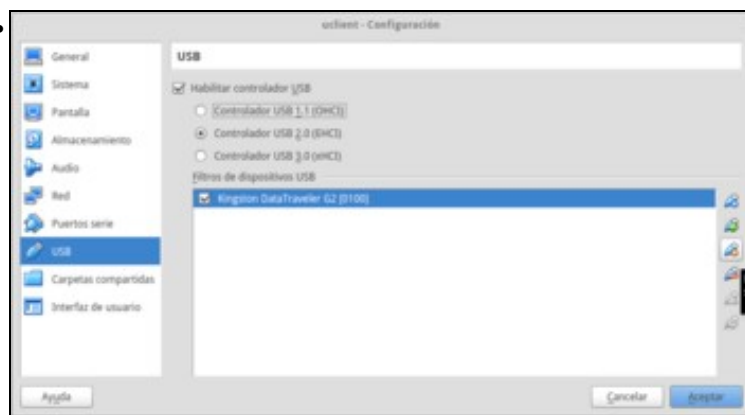 uclient - Configuración
General
Sistema
Pantalla
Almacenamiento
Audio
Red
Puertos serie
USB
Carpetas compartidas
Interfaz de usuario
USB
Habilitar controlador USB
Controlador USB 1.1 (OHCI)
Controlador USB 2.0 (EHCI)
Controlador USB 3.0 (xHCI)
Filtros de dispositivos USB
Kingston DataTraveler G2 [0100]
Ayuda
Cancelar
Aceptar